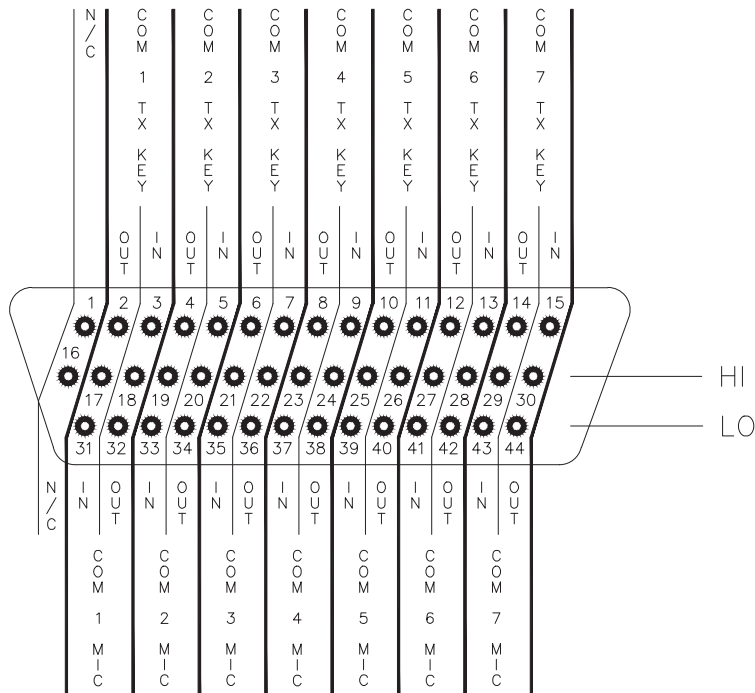 N/C
COM 1 TX KEY
COM 2 TX KEY
COM 3 TX KEY
COM 4 TX KEY
COM 5 TX KEY
COM 6 TX KEY
COM 7 TX KEY
OUT IN OUT IN OUT IN OUT IN OUT IN OUT IN OUT IN
1 2 3 4 5 6 7 8 9 10 11 12 13 14 15
16
HI
17 18 19 20 21 22 23 24 25 26 27 28 29 30
LO
31 32 33 34 35 36 37 38 39 40 41 42 43 44
N/C
IN OUT IN OUT IN OUT IN OUT IN OUT IN OUT IN OUT
COM 1 MIC
COM 2 MIC
COM 3 MIC
COM 4 MIC
COM 5 MIC
COM 6 MIC
COM 7 MIC